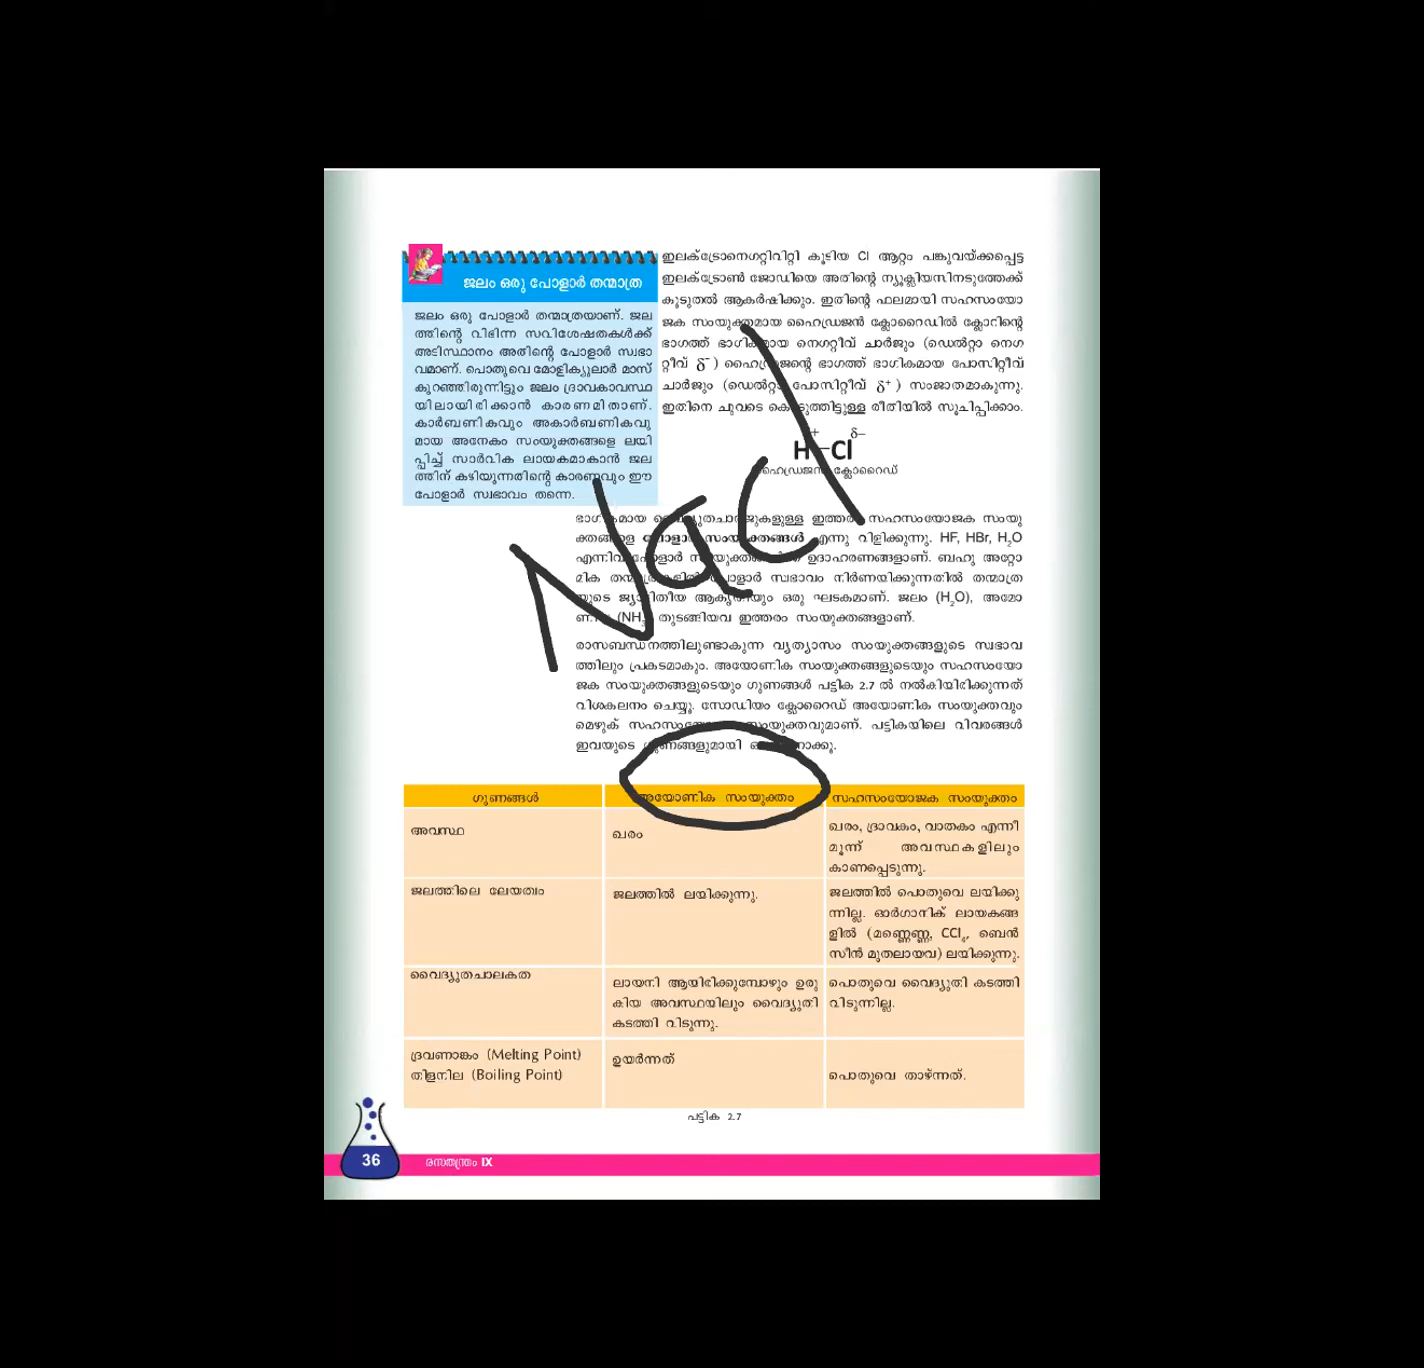 ജലം ഒരു പോളാർ തന്മാത്ര
ജലം ഒരു പോളാർ തന്മാത്രയാണ്. ജല
ത്തിന്റെ വിഭിന്ന സവിശേഷതകൾക്ക്
അടിസ്ഥാനം അതിന്റെ പോളാർ സ്വഭാ
വമാണ്. പൊതുവെ മോളിക്യുലാർ മാസ്
കുറഞ്ഞിരുന്നിട്ടും ജലം ദ്രാവകാവസ്ഥ
യിലായിരിക്കാൻ കാരണമിതാണ്.
കാർബണികവും അകാർബണികവു
മായ അനേകം സംയുക്തങ്ങളെ ലയി
പ്പിച്ച് സാർവിക ലായകമാകാൻ ജല
ത്തിന് കഴിയുന്നതിന്റെ കാരണവും ഈ
പോളാർ സ്വഭാവം തന്നെ.
ഇലക്ട്രോനെഗറ്റിവിറ്റി കൂടിയ Cl ആറ്റം പങ്കുവയ്ക്കപ്പെട്ട
ഇലക്ട്രോൺ ജോഡിയെ അതിന്റെ ന്യൂക്ലിയസിനടുത്തേക്ക്
കൂടുതൽ ആകർഷിക്കും. ഇതിന്റെ ഫലമായി സഹസംയോ
ജക സംയുക്തമായ ഹൈഡ്രജൻ ക്ലോറൈഡിൽ ക്ലോറിന്റെ
ഭാഗത്ത് ഭാഗികമായ നെഗറ്റീവ് ചാർജും (ഡെൽറ്റാ നെഗ
റ്റീവ് δ⁻) ഹൈഡ്രജന്റെ ഭാഗത്ത് ഭാഗികമായ പോസിറ്റീവ്
ചാർജും (ഡെൽറ്റാ പോസിറ്റീവ് δ⁺) സംജാതമാകുന്നു.
ഇതിനെ ചുവടെ കൊടുത്തിട്ടുള്ള രീതിയിൽ സൂചിപ്പിക്കാം.
+ δ–
H–Cl
ഹൈഡ്രജൻ ക്ലോറൈഡ്
ഭാഗികമായ വൈദ്യുതചാർജുകളുള്ള ഇത്തരം സഹസംയോജക സംയു
ക്തങ്ങളെ പോളാർ സംയുക്തങ്ങൾ എന്നു വിളിക്കുന്നു. HF, HBr, H₂O
എന്നിവ പോളാർ സംയുക്തങ്ങൾക്ക് ഉദാഹരണങ്ങളാണ്. ബഹു അറ്റോ
മിക തന്മാത്രകളിൽ പോളാർ സ്വഭാവം നിർണയിക്കുന്നതിൽ തന്മാത്ര
യുടെ ജ്യാമിതീയ ആകൃതിയും ഒരു ഘടകമാണ്. ജലം (H₂O), അമോ
ണിയ (NH₃) തുടങ്ങിയവ ഇത്തരം സംയുക്തങ്ങളാണ്.
NaCl
രാസബന്ധനത്തിലുണ്ടാകുന്ന വ്യത്യാസം സംയുക്തങ്ങളുടെ സ്വഭാവ
ത്തിലും പ്രകടമാകും. അയോണിക സംയുക്തങ്ങളുടെയും സഹസംയോ
ജക സംയുക്തങ്ങളുടെയും ഗുണങ്ങൾ പട്ടിക 2.7 ൽ നൽകിയിരിക്കുന്നത്
വിശകലനം ചെയ്യൂ. സോഡിയം ക്ലോറൈഡ് അയോണിക സംയുക്തവും
മെഴുക് സഹസംയോജക സംയുക്തവുമാണ്. പട്ടികയിലെ വിവരങ്ങൾ
ഇവയുടെ ഗുണങ്ങളുമായി ഒത്തുനോക്കൂ.
ഗുണങ്ങൾ അയോണിക സംയുക്തം സഹസംയോജക സംയുക്തം
അവസ്ഥ
ഖരം
ഖരം, ദ്രാവകം, വാതകം എന്നീ
മൂന്ന് അവസ്ഥകളിലും
കാണപ്പെടുന്നു.
ജലത്തിലെ ലേയത്വം
ജലത്തിൽ ലയിക്കുന്നു.
ജലത്തിൽ പൊതുവെ ലയിക്കു
ന്നില്ല. ഓർഗാനിക് ലായകങ്ങ
ളിൽ (മണ്ണെണ്ണ, CCl₄, ബെൻ
സീൻ മുതലായവ) ലയിക്കുന്നു.
വൈദ്യുതചാലകത
ലായനി ആയിരിക്കുമ്പോഴും ഉരു
കിയ അവസ്ഥയിലും വൈദ്യുതി
കടത്തി വിടുന്നു.
പൊതുവെ വൈദ്യുതി കടത്തി
വിടുന്നില്ല.
ദ്രവണാങ്കം (Melting Point)
തിളനില (Boiling Point)
ഉയർന്നത്
പൊതുവെ താഴ്ന്നത്.
പട്ടിക 2.7
36 രസതന്ത്രം IX